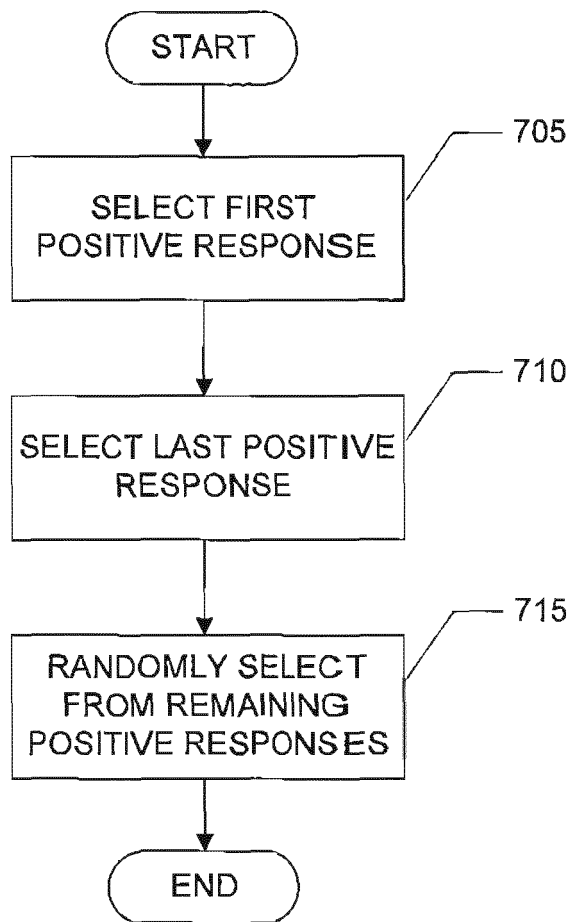 START
705
SELECT FIRST
POSITIVE RESPONSE
710
SELECT LAST POSITIVE
RESPONSE
715
RANDOMLY SELECT
FROM REMAINING
POSITIVE RESPONSES
END